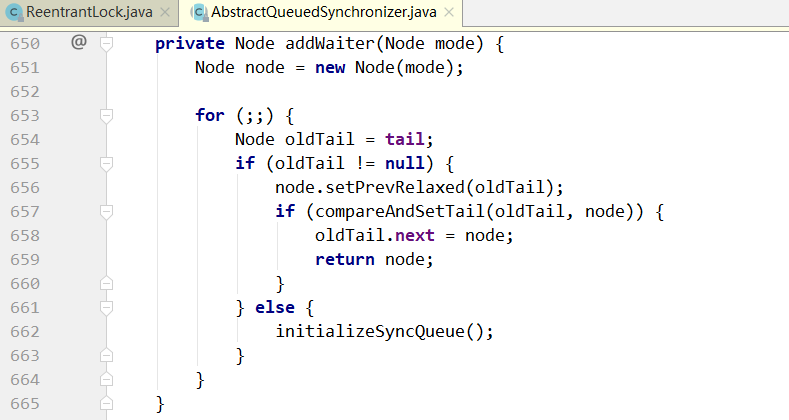 ReentrantLock.java × AbstractQueuedSynchronizer.java ×
650 @ private Node addWaiter(Node mode) {
651 Node node = new Node(mode);
652
653 for (;;) {
654 Node oldTail = tail;
655 if (oldTail != null) {
656 node.setPrevRelaxed(oldTail);
657 if (compareAndSetTail(oldTail, node)) {
658 oldTail.next = node;
659 return node;
660 }
661 } else {
662 initializeSyncQueue();
663 }
664 }
665 }